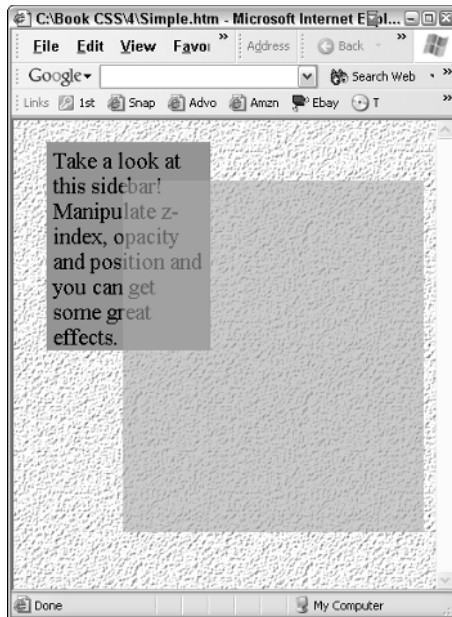 C:\Book CSS\4\Simple.htm - Microsoft Internet E pl...
File Edit View Favor » Address Back »
Google Search Web »
Links 1st Snap Advo Amzn Ebay T »
Take a look at
this sidebar!
Manipulate z-
index, opacity
and position and
you can get
some great
effects.
Done My Computer